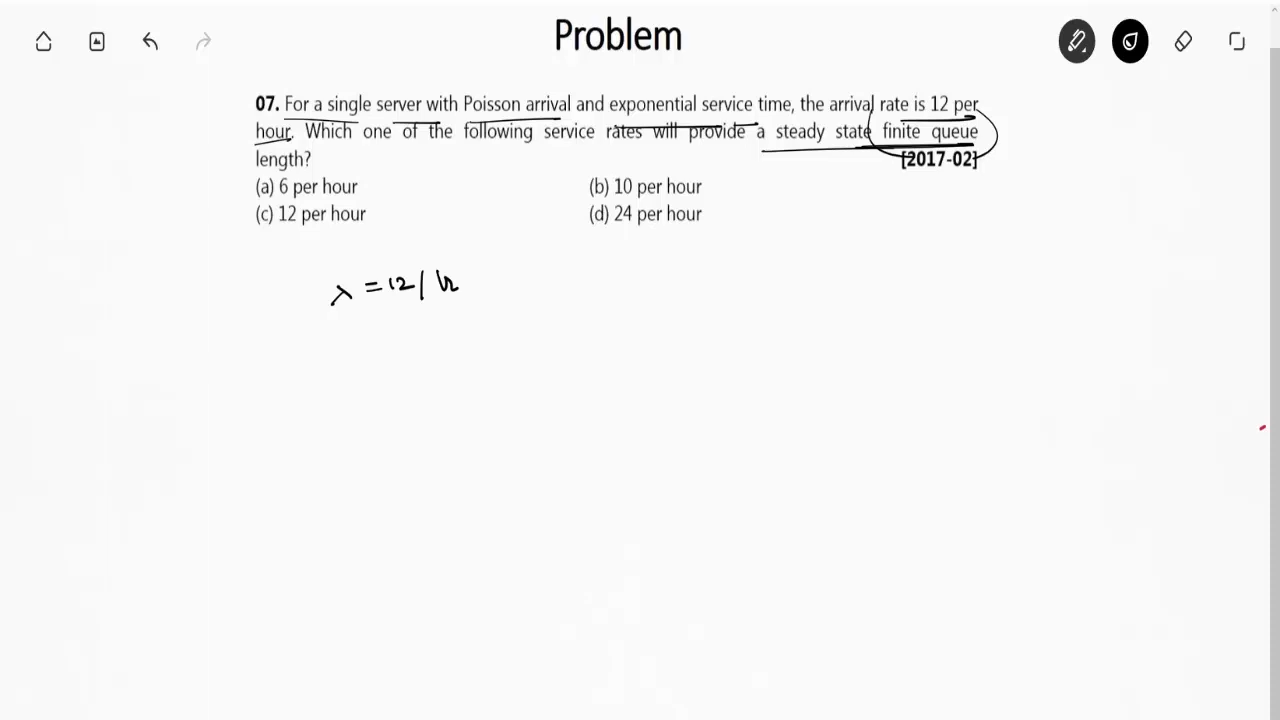 Problem
07. For a single server with Poisson arrival and exponential service time, the arrival rate is 12 per
hour. Which one of the following service rates will provide a steady state finite queue
length? [2017-02]
(a) 6 per hour (b) 10 per hour
(c) 12 per hour (d) 24 per hour
λ = 12 / hr